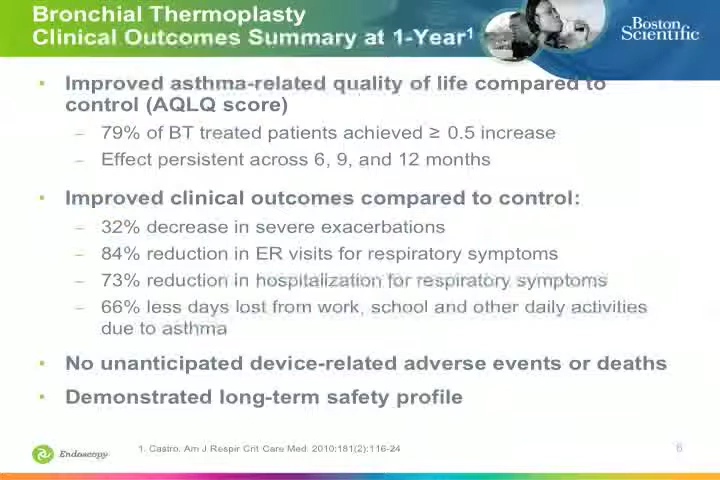 Bronchial Thermoplasty
Clinical Outcomes Summary at 1-Year¹
Boston
Scientific
• Improved asthma-related quality of life compared to
control (AQLQ score)
– 79% of BT treated patients achieved ≥ 0.5 increase
– Effect persistent across 6, 9, and 12 months
• Improved clinical outcomes compared to control:
– 32% decrease in severe exacerbations
– 84% reduction in ER visits for respiratory symptoms
– 73% reduction in hospitalization for respiratory symptoms
– 66% less days lost from work, school and other daily activities
due to asthma
• No unanticipated device-related adverse events or deaths
• Demonstrated long-term safety profile
Endoscopy
1. Castro. Am J Respir Crit Care Med. 2010;181(2):116-24
6